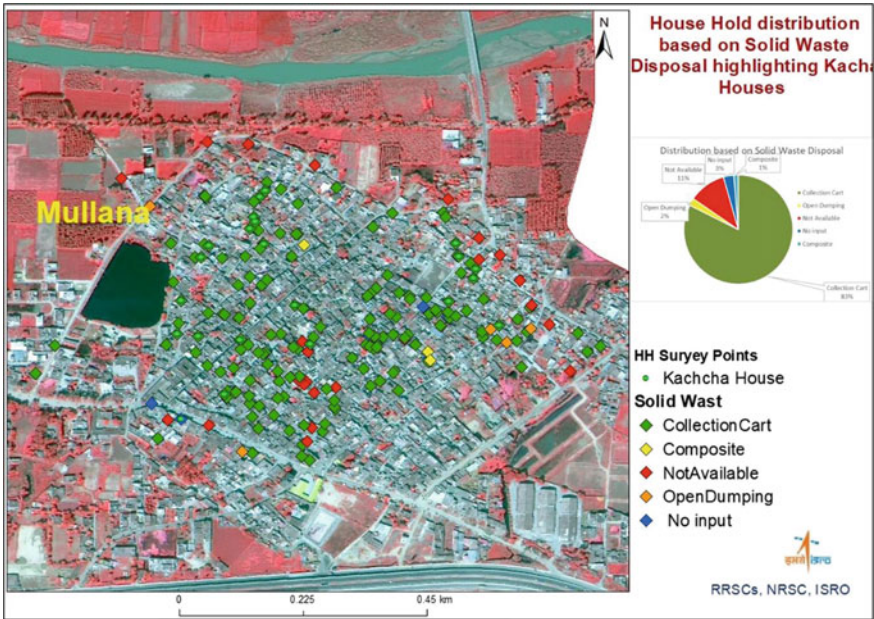 N
House Hold distribution
based on Solid Waste
Disposal highlighting Kacha
Houses
Mullana
Distribution based on Solid Waste Disposal
No input
3%
Composite
1%
Not Available
11%
Open Dumping
2%
Collection Cart
83%
Collection Cart
Open Dumping
Not Available
No input
Composite
HH Suryey Points
Kachcha House
Solid Wast
CollectionCart
Composite
NotAvailable
OpenDumping
No input
इसरो isro
RRSCs, NRSC, ISRO
0
0.225
0.45 km